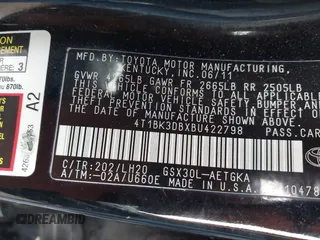 MFD.BY:TOYOTA MOTOR MANUFACTURING,
KENTUCKY,INC.06/11
GVWR GAWR FR 2665LB RR 2505LB
THIS VEHICLE CONFORMS TO ALL APPLICABLE
FEDERAL MOTOR VEHICLE SAFETY, BUMPER, AND
THEFT PREVENTION STANDARDS IN EFFECT ON
THE DATE OF MANUFACTURE SHOWN ABOVE.
4T1BK3DBXBU422798 PASS.CAR
C/TR:202/LH20 GSX30L-AETGKA
A/TM:-02A/U660E MADE IN U.S.A.
A2
3